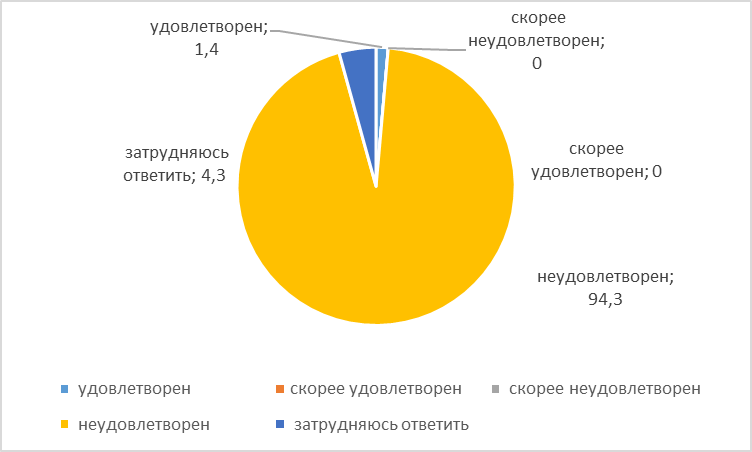 удовлетворен;
1,4
скорее
неудовлетворен;
0
затрудняюсь
ответить; 4,3
скорее
удовлетворен; 0
неудовлетворен;
94,3
удовлетворен
скорее удовлетворен
скорее неудовлетворен
неудовлетворен
затрудняюсь ответить